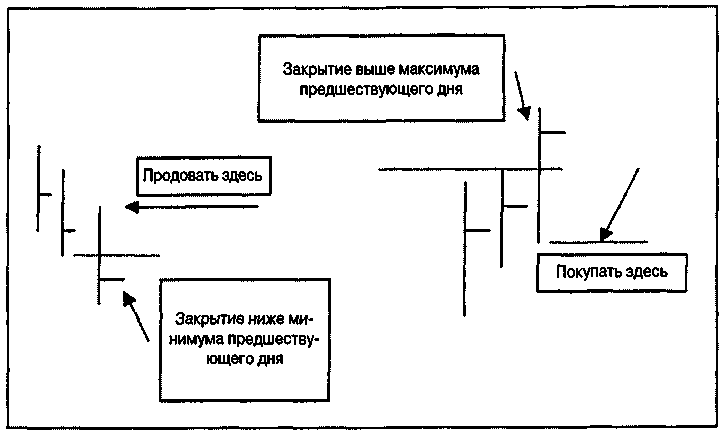 Закрытие выше максимума
предшествующего дня
Продовать здесь
Покупать здесь
Закрытие ниже ми-
нимума предшеству-
ющего дня